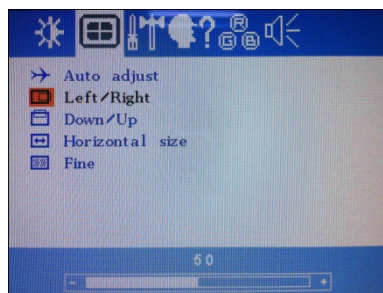 ? R G B
Auto adjust
Left/Right
Down/Up
Horizontal size
Fine
50
- +